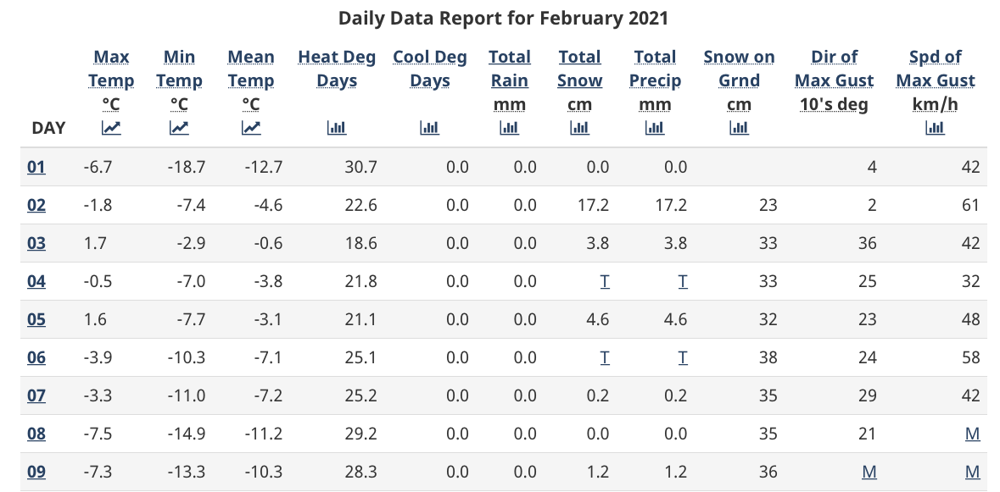 Daily Data Report for February 2021
DAY Max Temp °C Min Temp °C Mean Temp °C Heat Deg Days Cool Deg Days Total Rain mm Total Snow cm Total Precip mm Snow on Grnd cm Dir of Max Gust 10's deg Spd of Max Gust km/h
01 -6.7 -18.7 -12.7 30.7 0.0 0.0 0.0 0.0 4 42
02 -1.8 -7.4 -4.6 22.6 0.0 0.0 17.2 17.2 23 2 61
03 1.7 -2.9 -0.6 18.6 0.0 0.0 3.8 3.8 33 36 42
04 -0.5 -7.0 -3.8 21.8 0.0 0.0 T T 33 25 32
05 1.6 -7.7 -3.1 21.1 0.0 0.0 4.6 4.6 32 23 48
06 -3.9 -10.3 -7.1 25.1 0.0 0.0 T T 38 24 58
07 -3.3 -11.0 -7.2 25.2 0.0 0.0 0.2 0.2 35 29 42
08 -7.5 -14.9 -11.2 29.2 0.0 0.0 0.0 0.0 35 21 M
09 -7.3 -13.3 -10.3 28.3 0.0 0.0 1.2 1.2 36 M M